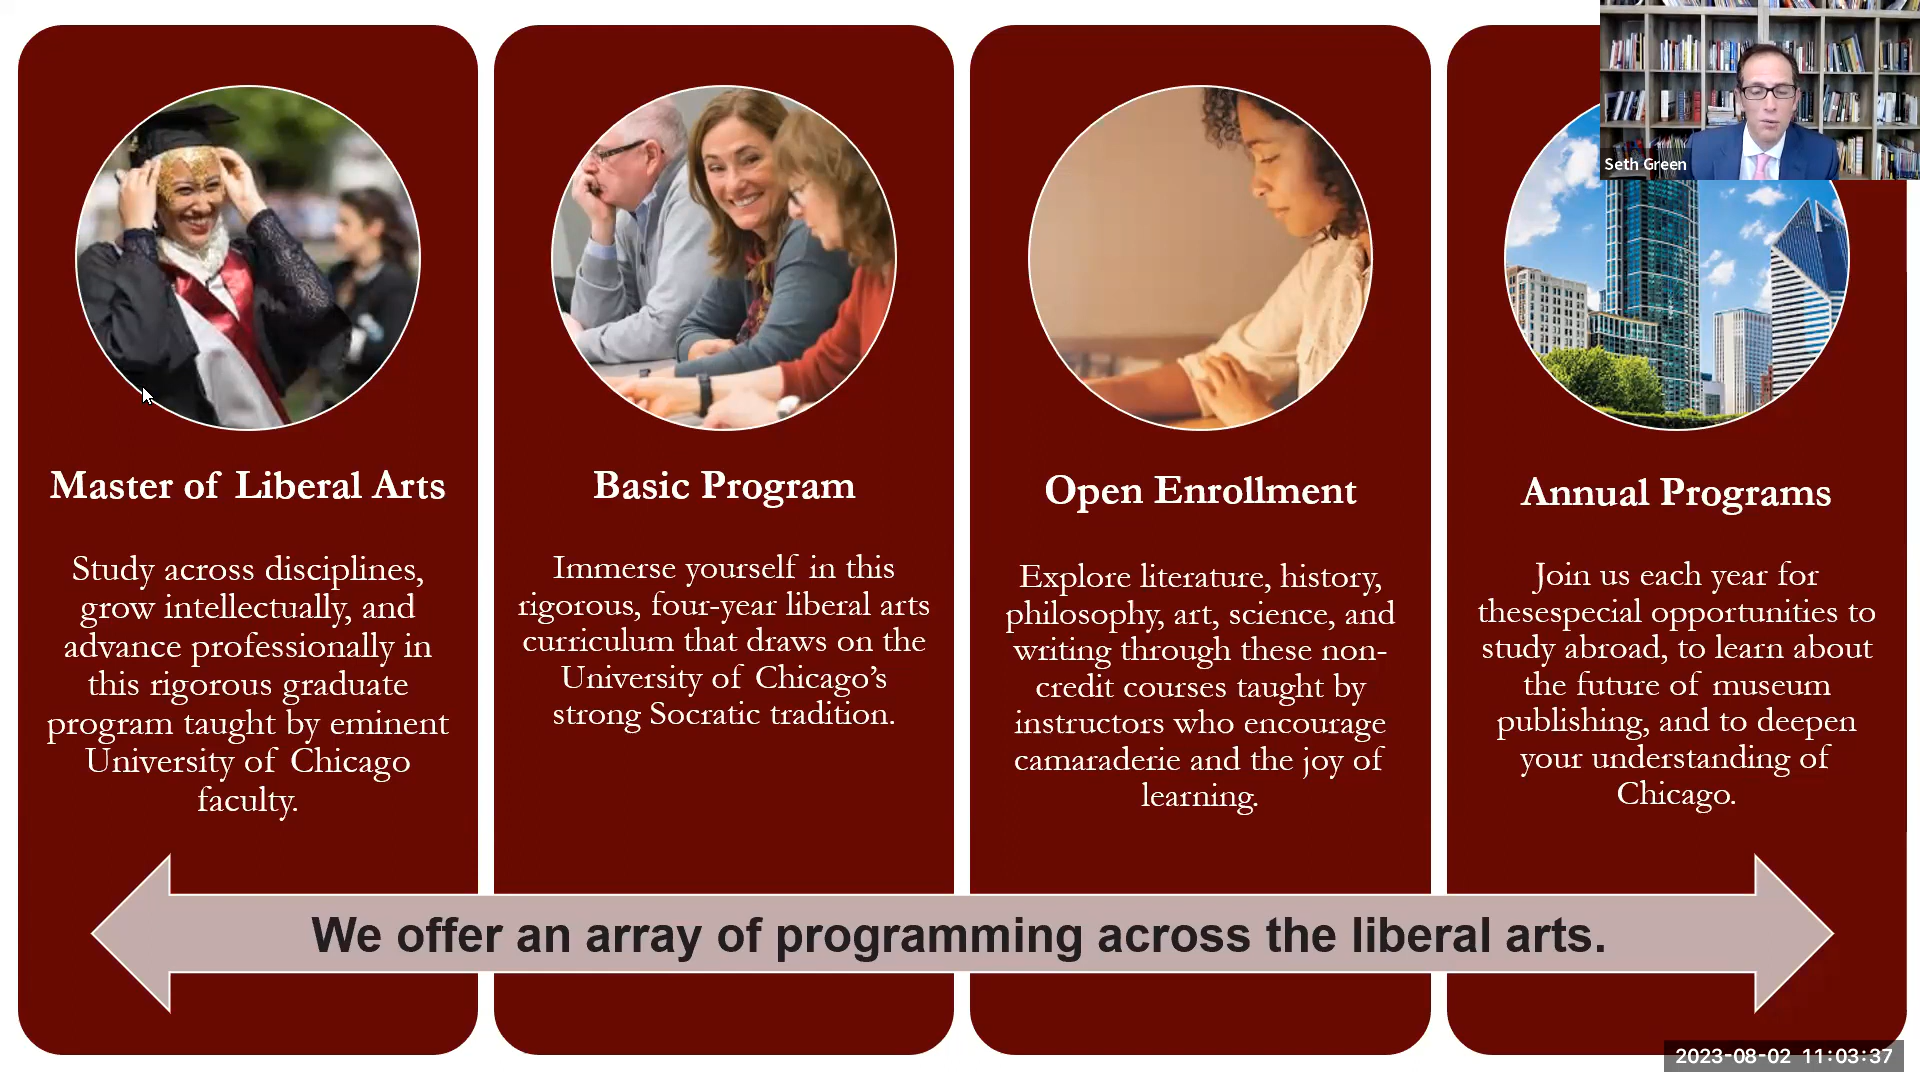 Seth Green
Master of Liberal Arts
Study across disciplines,
grow intellectually, and
advance professionally in
this rigorous graduate
program taught by eminent
University of Chicago
faculty.
Basic Program
Immerse yourself in this
rigorous, four-year liberal arts
curriculum that draws on the
University of Chicago’s
strong Socratic tradition.
Open Enrollment
Explore literature, history,
philosophy, art, science, and
writing through these non-
credit courses taught by
instructors who encourage
camaraderie and the joy of
learning.
Annual Programs
Join us each year for
thesespecial opportunities to
study abroad, to learn about
the future of museum
publishing, and to deepen
your understanding of
Chicago.
We offer an array of programming across the liberal arts.
2023-08-02 11:03:37